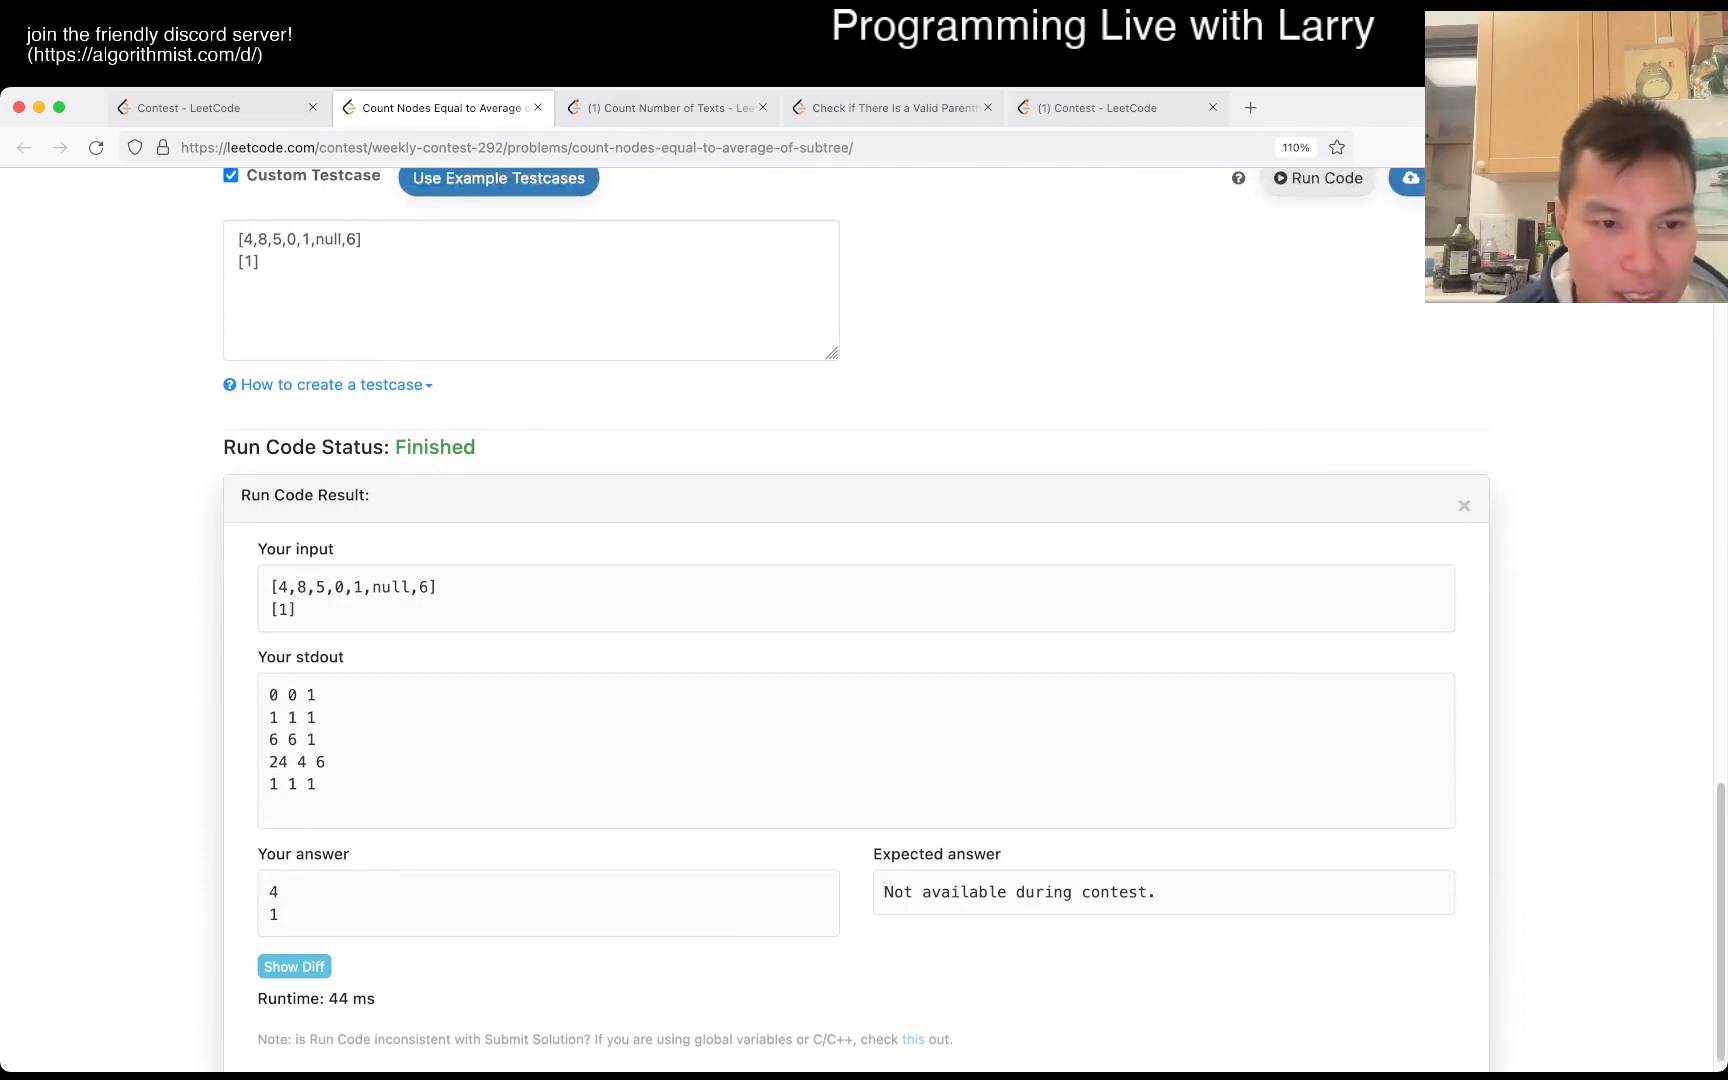 join the friendly discord server!
(https://algorithmist.com/d/)
Programming Live with Larry
Contest - LeetCode
Count Nodes Equal to Average o
(1) Count Number of Texts - Lee
Check if There Is a Valid Parenth
(1) Contest - LeetCode
https://leetcode.com/contest/weekly-contest-292/problems/count-nodes-equal-to-average-of-subtree/
110%
Custom Testcase
Use Example Testcases
Run Code
[4,8,5,0,1,null,6]
[1]
How to create a testcase
Run Code Status: Finished
Run Code Result:
Your input
[4,8,5,0,1,null,6]
[1]
Your stdout
0 0 1
1 1 1
6 6 1
24 4 6
1 1 1
Your answer
Expected answer
4
1
Not available during contest.
Show Diff
Runtime: 44 ms
Note: is Run Code inconsistent with Submit Solution? If you are using global variables or C/C++, check this out.